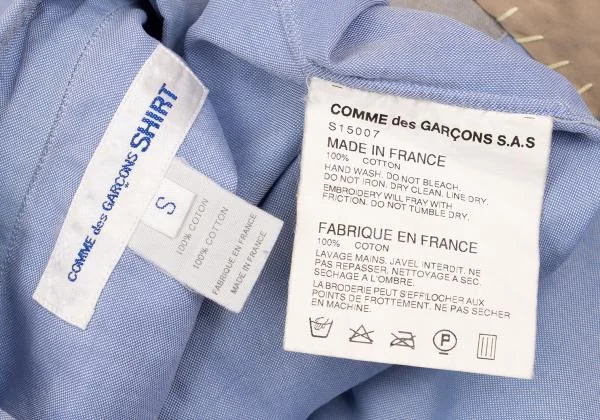 COMME des GARÇONS SHIRT
S
100% COTON
100% COTTON
FABRIQUE EN FRANCE
MADE IN FRANCE
COMME des GARÇONS S.A.S
S15007
MADE IN FRANCE
100% COTTON
HAND WASH. DO NOT BLEACH.
DO NOT IRON. DRY CLEAN. LINE DRY.
EMBROIDERY WILL FRAY WITH
FRICTION. DO NOT TUMBLE DRY.
FABRIQUE EN FRANCE
100% COTON
LAVAGE MAINS. JAVEL INTERDIT. NE
PAS REPASSER. NETTOYAGE A SEC.
SECHAGE A L'OMBRE.
LA BRODERIE PEUT S'EFFILOCHER AUX
POINTS DE FROTTEMENT. NE PAS SECHER
EN MACHINE.
P